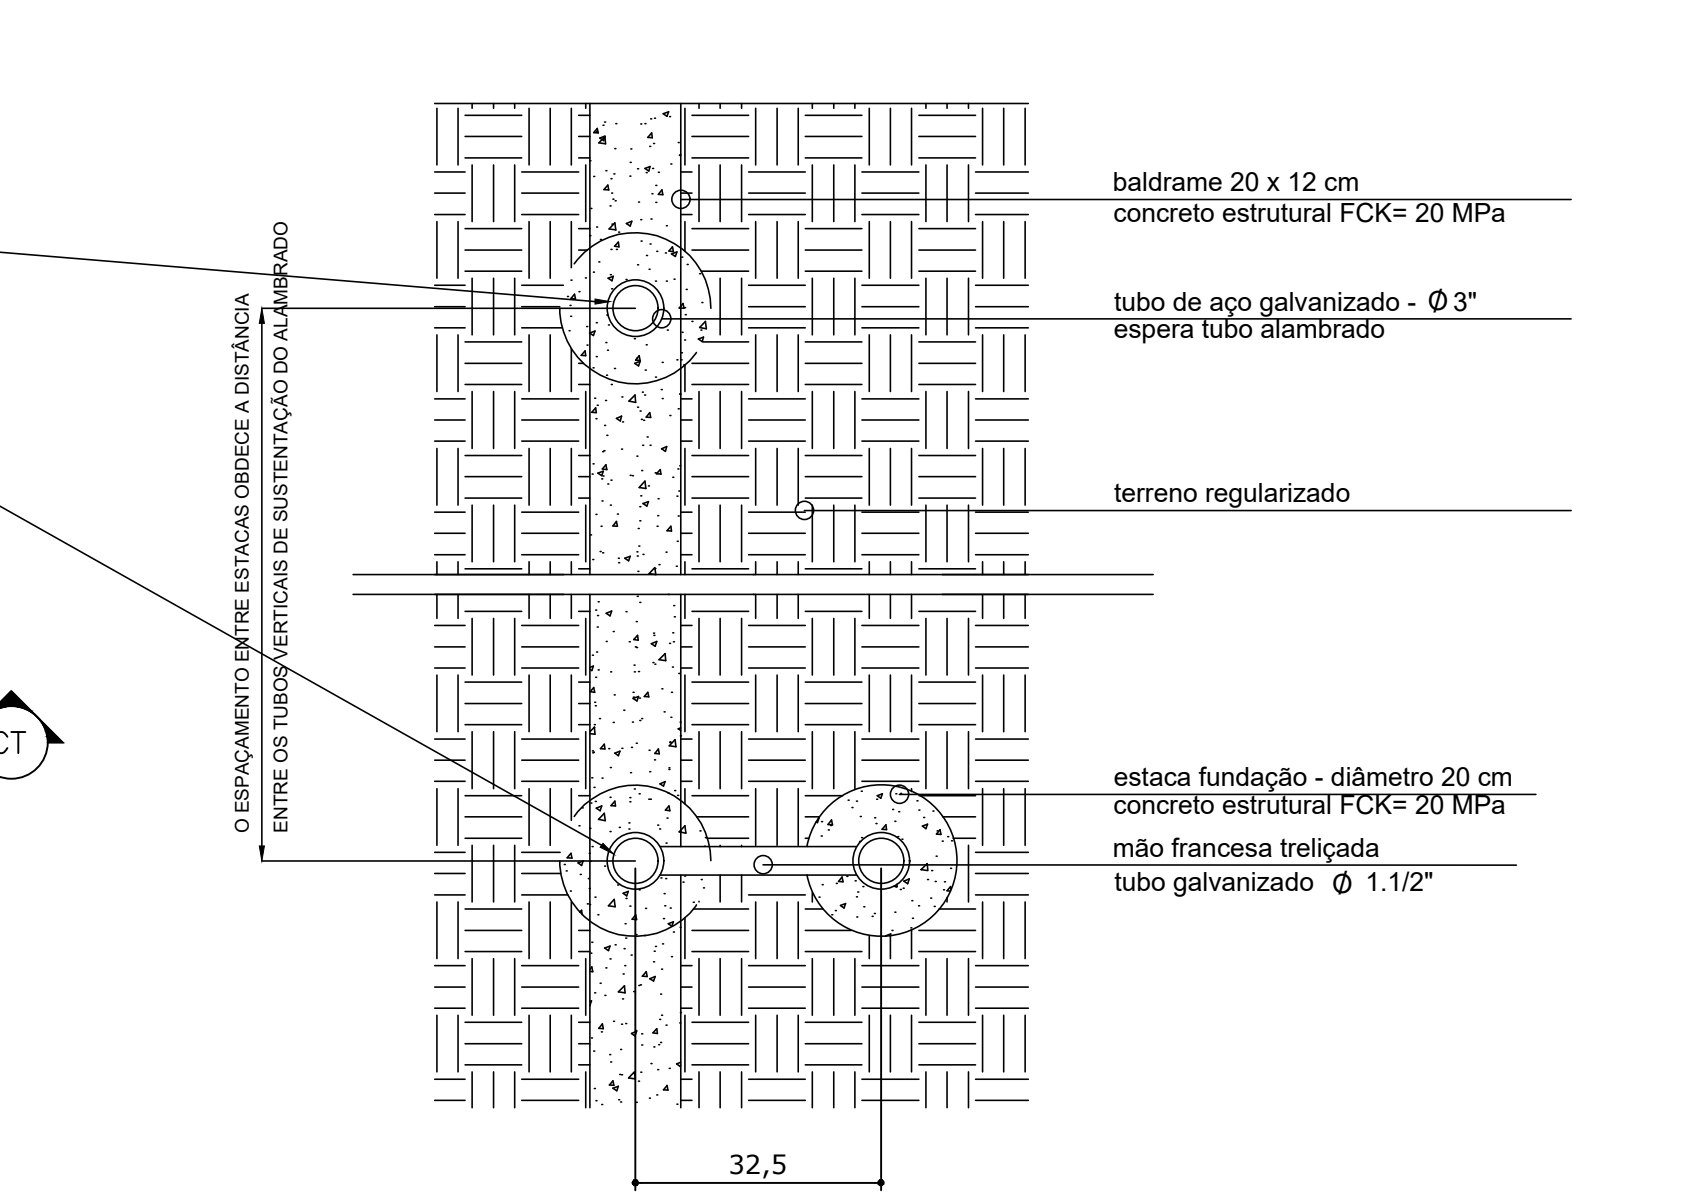 baldrame 20 x 12 cm
concreto estrutural FCK= 20 MPa
tubo de aço galvanizado - Ø 3"
espera tubo alambrado
terreno regularizado
O ESPAÇAMENTO ENTRE ESTACAS OBDECE A DISTÂNCIA
ENTRE OS TUBOS VERTICAIS DE SUSTENTAÇÃO DO ALAMBRADO
CT
estaca fundação - diâmetro 20 cm
concreto estrutural FCK= 20 MPa
mão francesa treliçada
tubo galvanizado Ø 1.1/2"
32,5